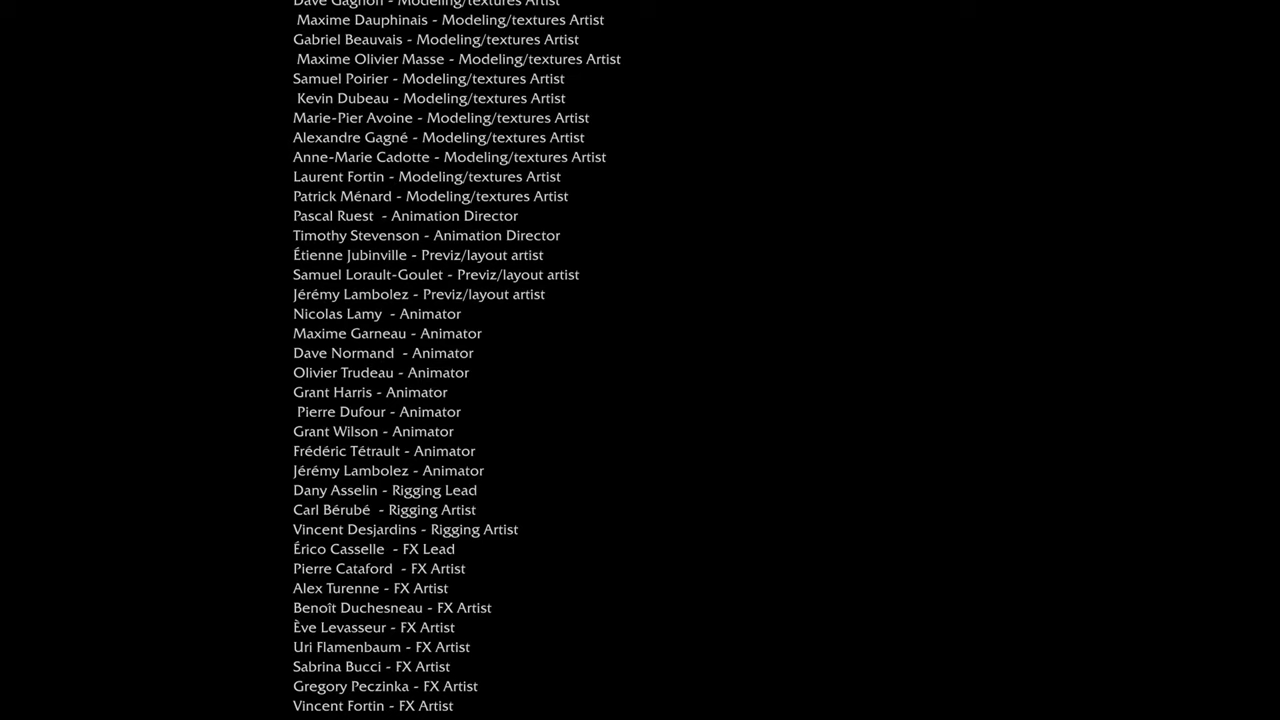 Dave Gagnon - Modeling/textures Artist
Maxime Dauphinais - Modeling/textures Artist
Gabriel Beauvais - Modeling/textures Artist
Maxime Olivier Masse - Modeling/textures Artist
Samuel Poirier - Modeling/textures Artist
Kevin Dubeau - Modeling/textures Artist
Marie-Pier Avoine - Modeling/textures Artist
Alexandre Gagné - Modeling/textures Artist
Anne-Marie Cadotte - Modeling/textures Artist
Laurent Fortin - Modeling/textures Artist
Patrick Ménard - Modeling/textures Artist
Pascal Ruest  - Animation Director
Timothy Stevenson - Animation Director
Étienne Jubinville - Previz/layout artist
Samuel Lorault-Goulet - Previz/layout artist
Jérémy Lambolez - Previz/layout artist
Nicolas Lamy  - Animator
Maxime Garneau - Animator
Dave Normand  - Animator
Olivier Trudeau - Animator
Grant Harris - Animator
Pierre Dufour - Animator
Grant Wilson - Animator
Frédéric Tétrault - Animator
Jérémy Lambolez - Animator
Dany Asselin - Rigging Lead
Carl Bérubé  - Rigging Artist
Vincent Desjardins - Rigging Artist
Érico Casselle  - FX Lead
Pierre Cataford  - FX Artist
Alex Turenne - FX Artist
Benoît Duchesneau - FX Artist
Ève Levasseur - FX Artist
Uri Flamenbaum - FX Artist
Sabrina Bucci - FX Artist
Gregory Peczinka - FX Artist
Vincent Fortin - FX Artist